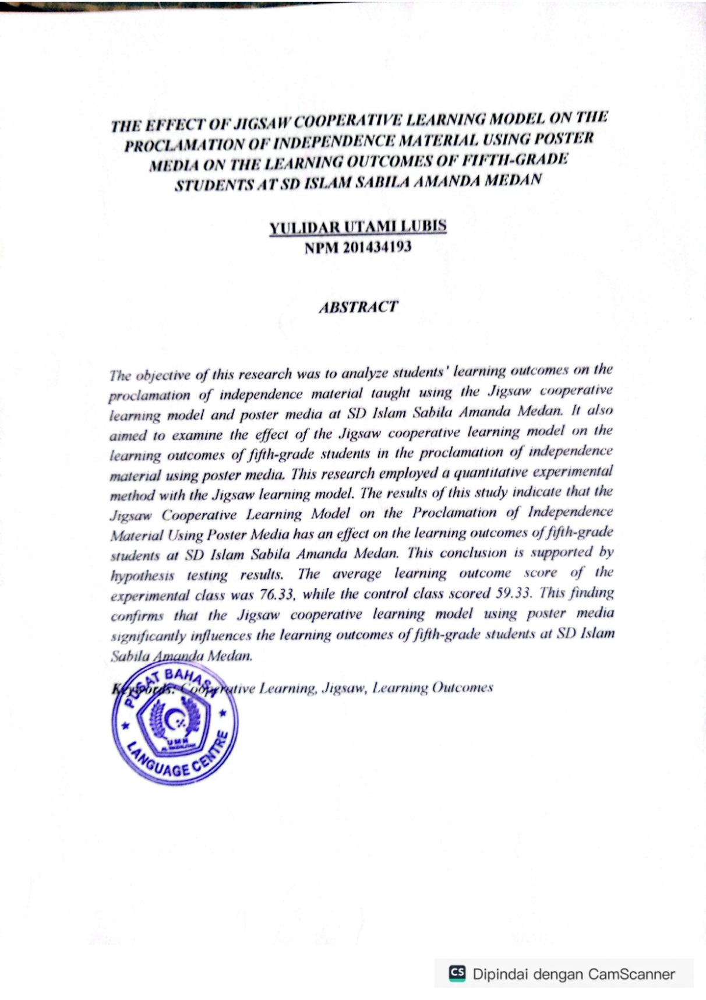 THE EFFECT OF JIGSAW COOPERATIVE LEARNING MODEL ON THE
PROCLAMATION OF INDEPENDENCE MATERIAL USING POSTER
MEDIA ON THE LEARNING OUTCOMES OF FIFTH-GRADE
STUDENTS AT SD ISLAM SABILA AMANDA MEDAN
YULIDAR UTAMI LUBIS
NPM 201434193
ABSTRACT
The objective of this research was to analyze students' learning outcomes on the
proclamation of independence material taught using the Jigsaw cooperative
learning model and poster media at SD Islam Sabila Amanda Medan. It also
aimed to examine the effect of the Jigsaw cooperative learning model on the
learning outcomes of fifth-grade students in the proclamation of independence
material using poster media. This research employed a quantitative experimental
method with the Jigsaw learning model. The results of this study indicate that the
Jigsaw Cooperative Learning Model on the Proclamation of Independence
Material Using Poster Media has an effect on the learning outcomes of fifth-grade
students at SD Islam Sabila Amanda Medan. This conclusion is supported by
hypothesis testing results. The average learning outcome score of the
experimental class was 76.33, while the control class scored 59.33. This finding
confirms that the Jigsaw cooperative learning model using poster media
significantly influences the learning outcomes of fifth-grade students at SD Islam
Sabila Amanda Medan.
Keywords: Cooperative Learning, Jigsaw, Learning Outcomes
PUSAT BAHASA
UMN
LANGUAGE CENTRE
CS Dipindai dengan CamScanner